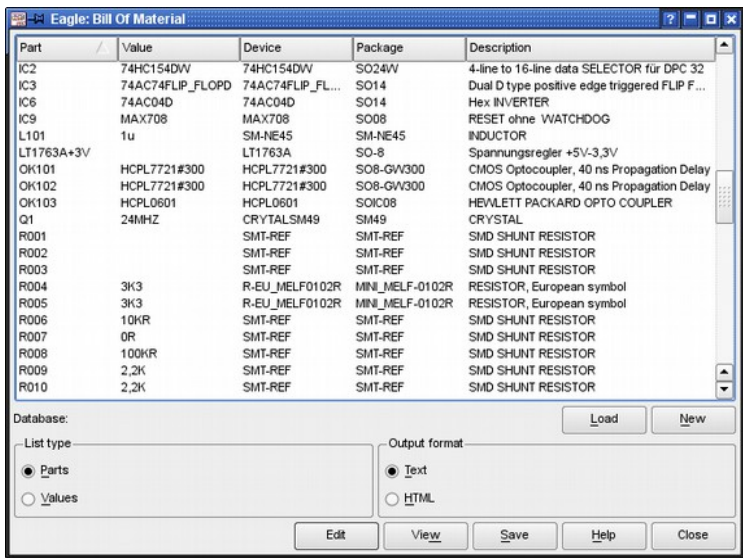 Eagle: Bill Of Material
Part Value Device Package Description
IC2 74HC154DW 74HC154DW SO24W 4-line to 16-line data SELECTOR für DPC 32
IC3 74AC74FLIP_FLOPD 74AC74FLIP_FL... SO14 Dual D type positive edge triggered FLIP F...
IC6 74AC04D 74AC04D SO14 Hex INVERTER
IC9 MAX708 MAX708 SO08 RESET ohne WATCHDOG
L101 1u SM-NE45 SM-NE45 INDUCTOR
LT1763A+3V LT1763A SO-8 Spannungsregler +5V-3,3V
OK101 HCPL7721#300 HCPL7721#300 SO8-GW300 CMOS Optocoupler, 40 ns Propagation Delay
OK102 HCPL7721#300 HCPL7721#300 SO8-GW300 CMOS Optocoupler, 40 ns Propagation Delay
OK103 HCPL0601 HCPL0601 SOIC08 HEWLETT PACKARD OPTO COUPLER
Q1 24MHZ CRYTALSM49 SM49 CRYSTAL
R001 SMT-REF SMT-REF SMD SHUNT RESISTOR
R002 SMT-REF SMT-REF SMD SHUNT RESISTOR
R003 SMT-REF SMT-REF SMD SHUNT RESISTOR
R004 3K3 R-EU_MELF0102R MINI_MELF-0102R RESISTOR, European symbol
R005 3K3 R-EU_MELF0102R MINI_MELF-0102R RESISTOR, European symbol
R006 10KR SMT-REF SMT-REF SMD SHUNT RESISTOR
R007 0R SMT-REF SMT-REF SMD SHUNT RESISTOR
R008 100KR SMT-REF SMT-REF SMD SHUNT RESISTOR
R009 2,2K SMT-REF SMT-REF SMD SHUNT RESISTOR
R010 2,2K SMT-REF SMT-REF SMD SHUNT RESISTOR
Database: Load New
List type Output format
Parts Text
Values HTML
Edit View Save Help Close